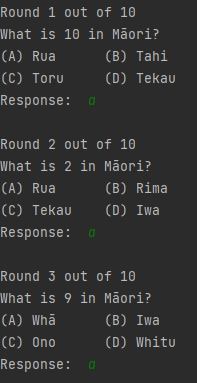 Round 1 out of 10
What is 10 in Māori?
(A) Rua (B) Tahi
(C) Toru (D) Tekau
Response: a
Round 2 out of 10
What is 2 in Māori?
(A) Rua (B) Rima
(C) Tekau (D) Iwa
Response: a
Round 3 out of 10
What is 9 in Māori?
(A) Whā (B) Iwa
(C) Ono (D) Whitu
Response: a